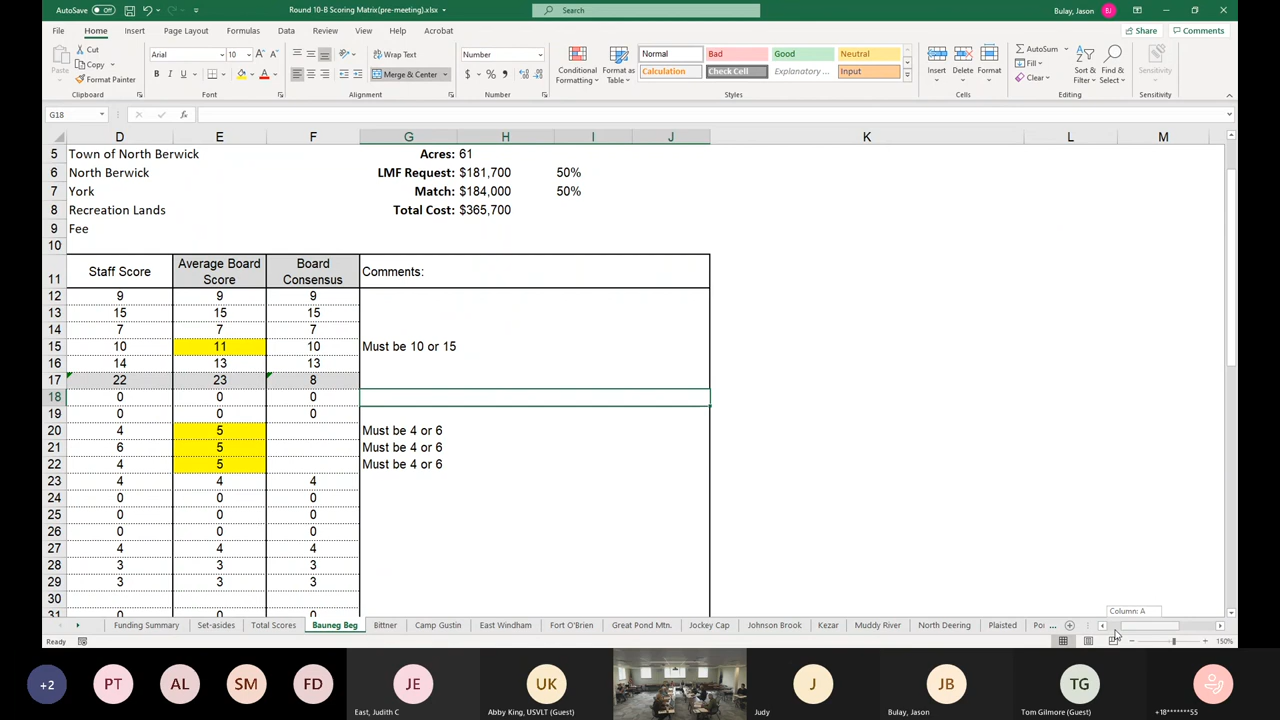 AutoSave Off Round 10-B Scoring Matrix(pre-meeting).xlsx Search Bulay, Jason BJ
File Home Insert Page Layout Formulas Data Review View Help Acrobat Share Comments
Cut Copy Format Painter Paste Clipboard
Arial 10 Font
Wrap Text Merge & Center Alignment
Number Number
Conditional Formatting Format as Table
Normal Bad Good Neutral
Calculation Check Cell Explanatory ... Input
Styles
Insert Delete Format Cells
AutoSum Fill Clear Sort & Filter Find & Select Editing
Sensitivity Sensitivity
G18
D E F G H I J K L M
5 Town of North Berwick Acres: 61
6 North Berwick LMF Request: $181,700 50%
7 York Match: $184,000 50%
8 Recreation Lands Total Cost: $365,700
9 Fee
10
11 Staff Score Average Board Score Board Consensus Comments:
12 9 9 9
13 15 15 15
14 7 7 7
15 10 11 10 Must be 10 or 15
16 14 13 13
17 22 23 8
18 0 0 0
19 0 0 0
20 4 5 Must be 4 or 6
21 6 5 Must be 4 or 6
22 4 5 Must be 4 or 6
23 4 4 4
24 0 0 0
25 0 0 0
26 0 0 0
27 4 4 4
28 3 3 3
29 3 3 3
30
31 0 0 0
Column: A
Funding Summary Set-asides Total Scores Bauneg Beg Bittner Camp Gustin East Windham Fort O'Brien Great Pond Mtn. Jockey Cap Johnson Brook Kezar Muddy River North Deering Plaisted Poi ...
Ready 150%
+2 PT AL SM FD JE UK J JB TG
East, Judith C Abby King, USVLT (Guest) Judy Bulay, Jason Tom Gilmore (Guest) +18*******55